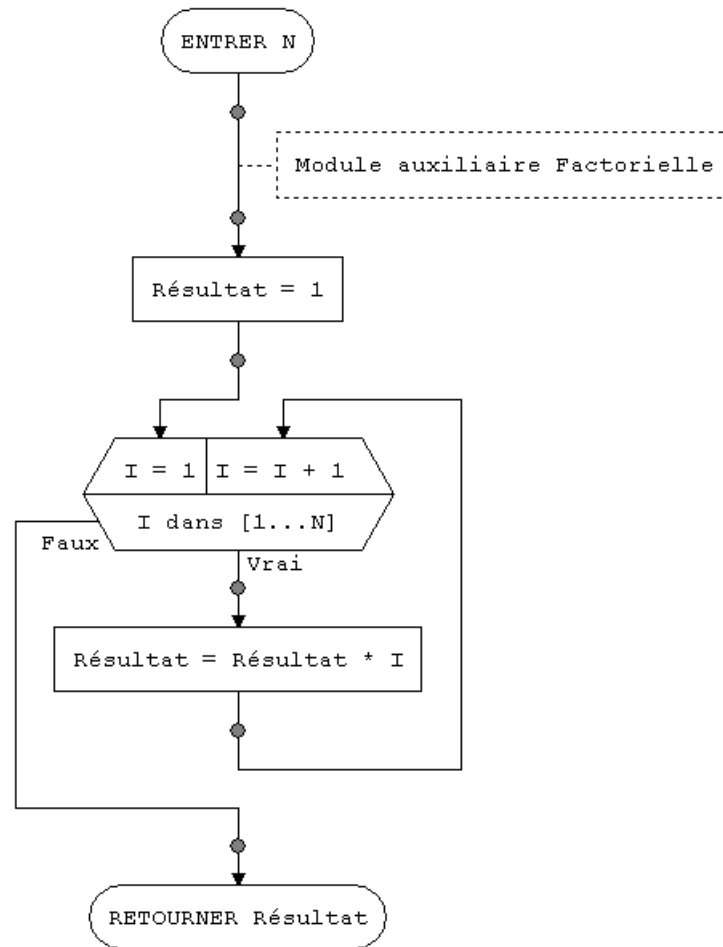 ENTRER N
Module auxiliaire Factorielle
Résultat = 1
I = 1
I = I + 1
I dans [1...N]
Faux
Vrai
Résultat = Résultat * I
RETOURNER Résultat